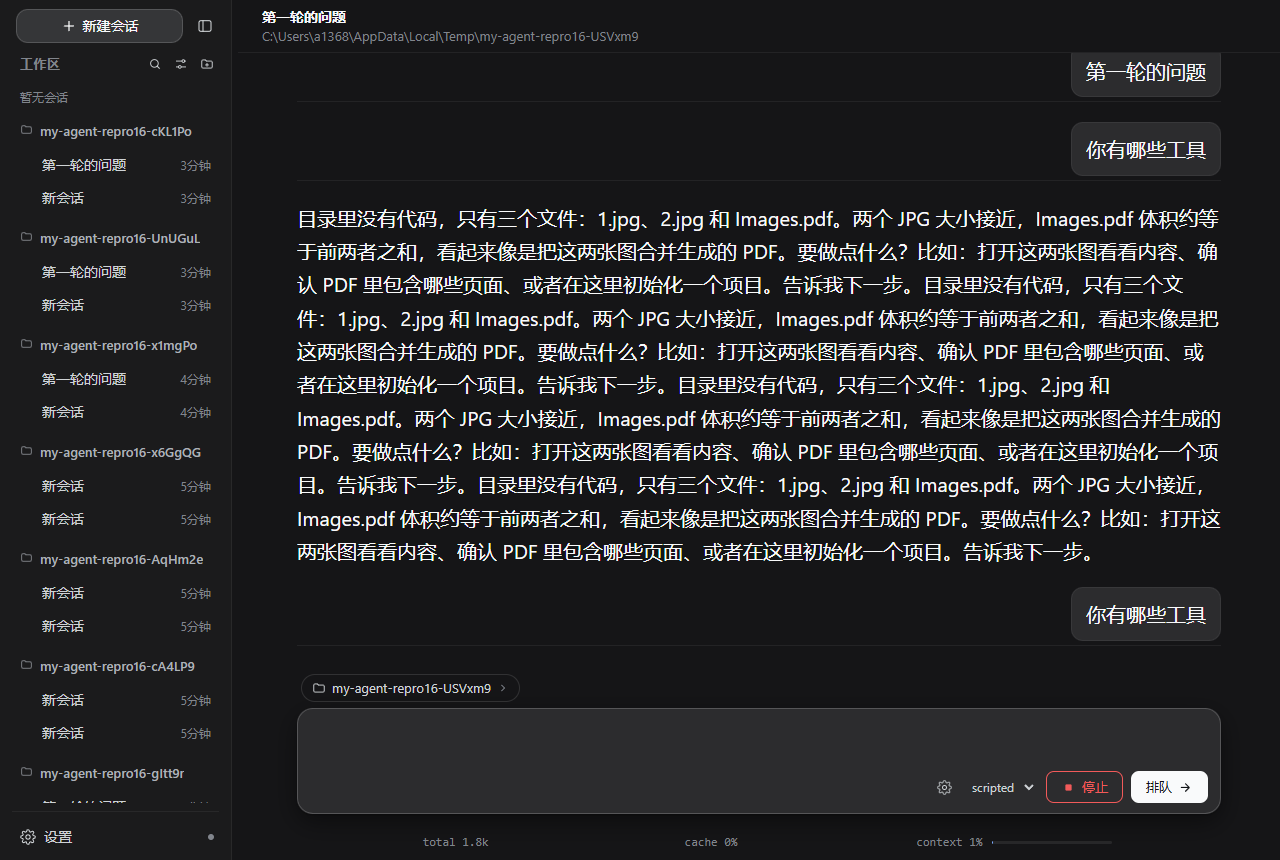 新建会话
工作区
暂无会话
my-agent-repro16-cKL1Po
第一轮的问题 3分钟
新会话 3分钟
my-agent-repro16-UnUGuL
第一轮的问题 3分钟
新会话 3分钟
my-agent-repro16-x1mgPo
第一轮的问题 4分钟
新会话 4分钟
my-agent-repro16-x6GgQG
新会话 5分钟
新会话 5分钟
my-agent-repro16-AqHm2e
新会话 5分钟
新会话 5分钟
my-agent-repro16-cA4LP9
新会话 5分钟
新会话 5分钟
my-agent-repro16-gItt9r
设置
第一轮的问题
C:\Users\a1368\AppData\Local\Temp\my-agent-repro16-USVxm9
第一轮的问题
你有哪些工具
目录里没有代码，只有三个文件：1.jpg、2.jpg 和 Images.pdf。两个 JPG 大小接近，Images.pdf 体积约等
于前两者之和，看起来像是把这两张图合并生成的 PDF。要做点什么？比如：打开这两张图看看内容、确
认 PDF 里包含哪些页面、或者在这里初始化一个项目。告诉我下一步。目录里没有代码，只有三个文
件：1.jpg、2.jpg 和 Images.pdf。两个 JPG 大小接近，Images.pdf 体积约等于前两者之和，看起来像是把
这两张图合并生成的 PDF。要做点什么？比如：打开这两张图看看内容、确认 PDF 里包含哪些页面、或
者在这里初始化一个项目。告诉我下一步。目录里没有代码，只有三个文件：1.jpg、2.jpg 和
Images.pdf。两个 JPG 大小接近，Images.pdf 体积约等于前两者之和，看起来像是把这两张图合并生成的
PDF。要做点什么？比如：打开这两张图看看内容、确认 PDF 里包含哪些页面、或者在这里初始化一个项
目。告诉我下一步。目录里没有代码，只有三个文件：1.jpg、2.jpg 和 Images.pdf。两个 JPG 大小接近，
Images.pdf 体积约等于前两者之和，看起来像是把这两张图合并生成的 PDF。要做点什么？比如：打开这
两张图看看内容、确认 PDF 里包含哪些页面、或者在这里初始化一个项目。告诉我下一步。
你有哪些工具
my-agent-repro16-USVxm9
scripted 停止 排队
total 1.8k cache 0% context 1%